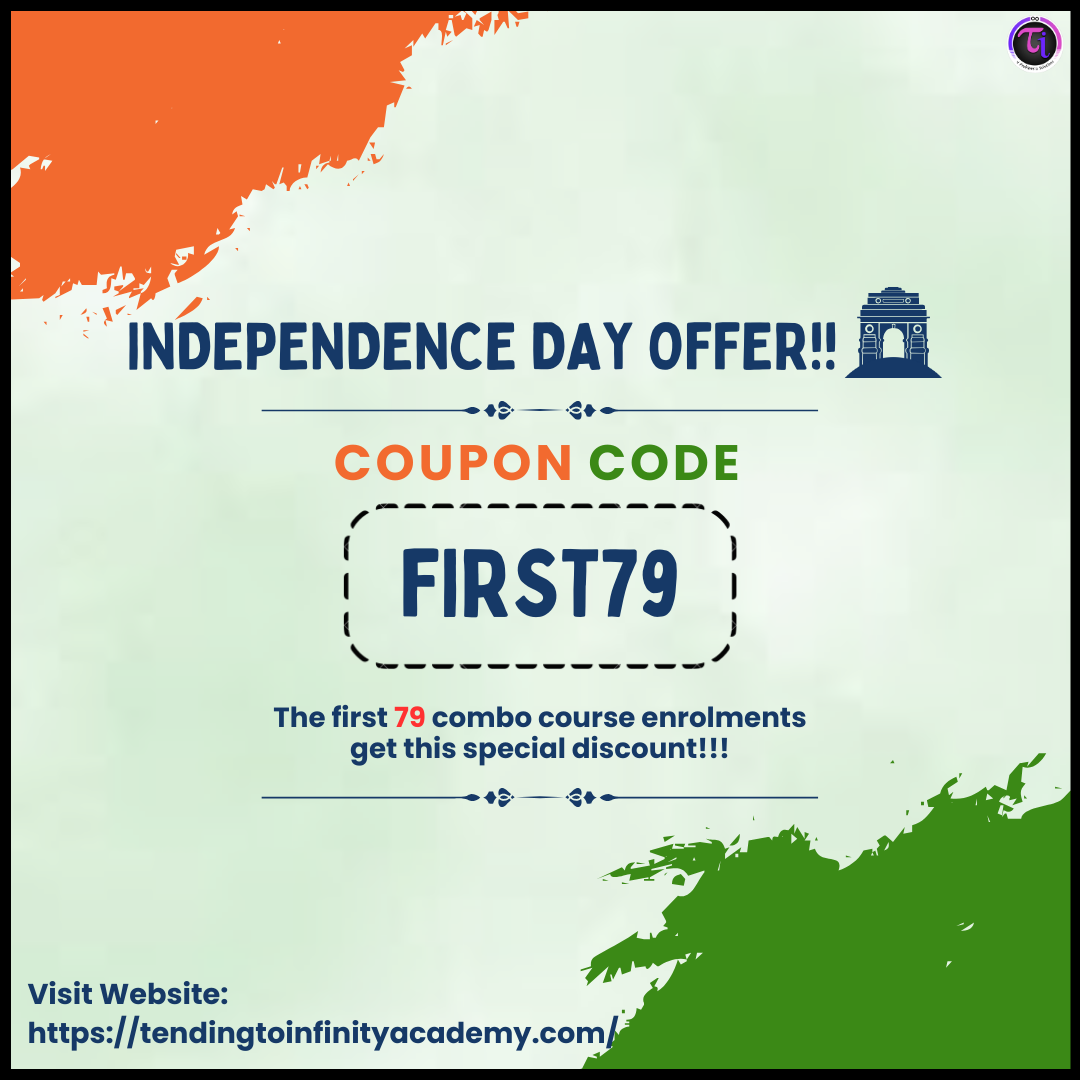 INDEPENDENCE DAY OFFER!!
COUPON CODE
FIRST79
The first 79 combo course enrolments
get this special discount!!!
Visit Website:
https://tendingtoinfinityacademy.com/